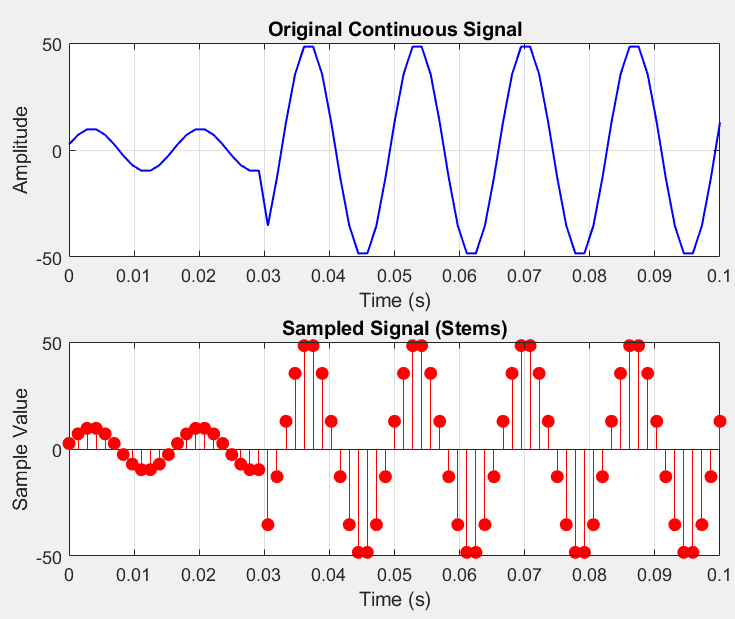 Original Continuous Signal
50
0
-50
Amplitude
0 0.01 0.02 0.03 0.04 0.05 0.06 0.07 0.08 0.09 0.1
Time (s)
Sampled Signal (Stems)
50
0
-50
Sample Value
0 0.01 0.02 0.03 0.04 0.05 0.06 0.07 0.08 0.09 0.1
Time (s)